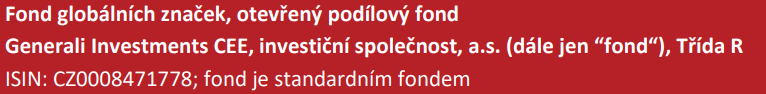 Fond globálních značek, otevřený podílový fond
Generali Investments CEE, investiční společnost, a.s. (dále jen “fond“), Třída R
ISIN: CZ0008471778; fond je standardním fondem